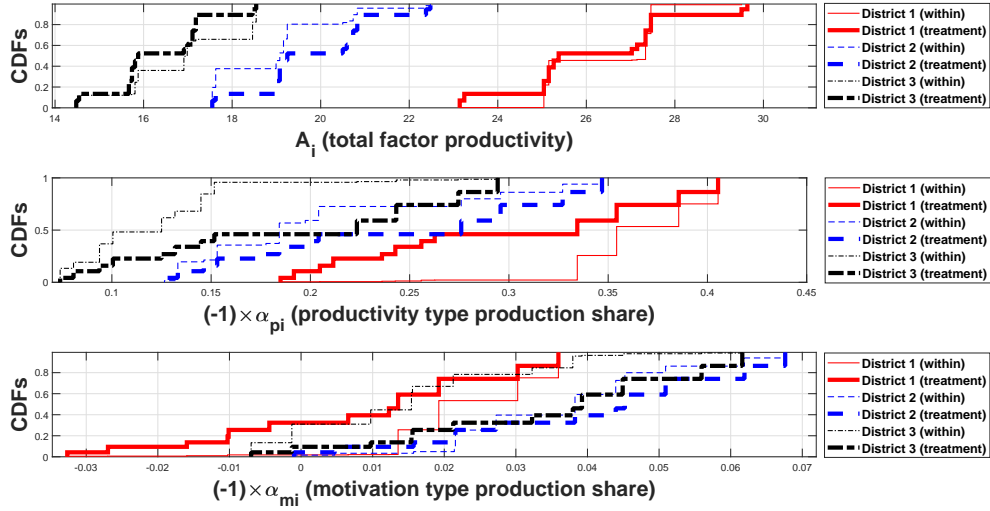 CDFs
0.8
0.6
0.4
0.2
0
14 16 18 20 22 24 26 28 30
A_i (total factor productivity)
District 1 (within)
District 1 (treatment)
District 2 (within)
District 2 (treatment)
District 3 (within)
District 3 (treatment)
CDFs
1
0.5
0
0.1 0.15 0.2 0.25 0.3 0.35 0.4 0.45
(-1)×α_pi (productivity type production share)
District 1 (within)
District 1 (treatment)
District 2 (within)
District 2 (treatment)
District 3 (within)
District 3 (treatment)
CDFs
0.8
0.6
0.4
0.2
0
-0.03 -0.02 -0.01 0 0.01 0.02 0.03 0.04 0.05 0.06 0.07
(-1)×α_mi (motivation type production share)
District 1 (within)
District 1 (treatment)
District 2 (within)
District 2 (treatment)
District 3 (within)
District 3 (treatment)